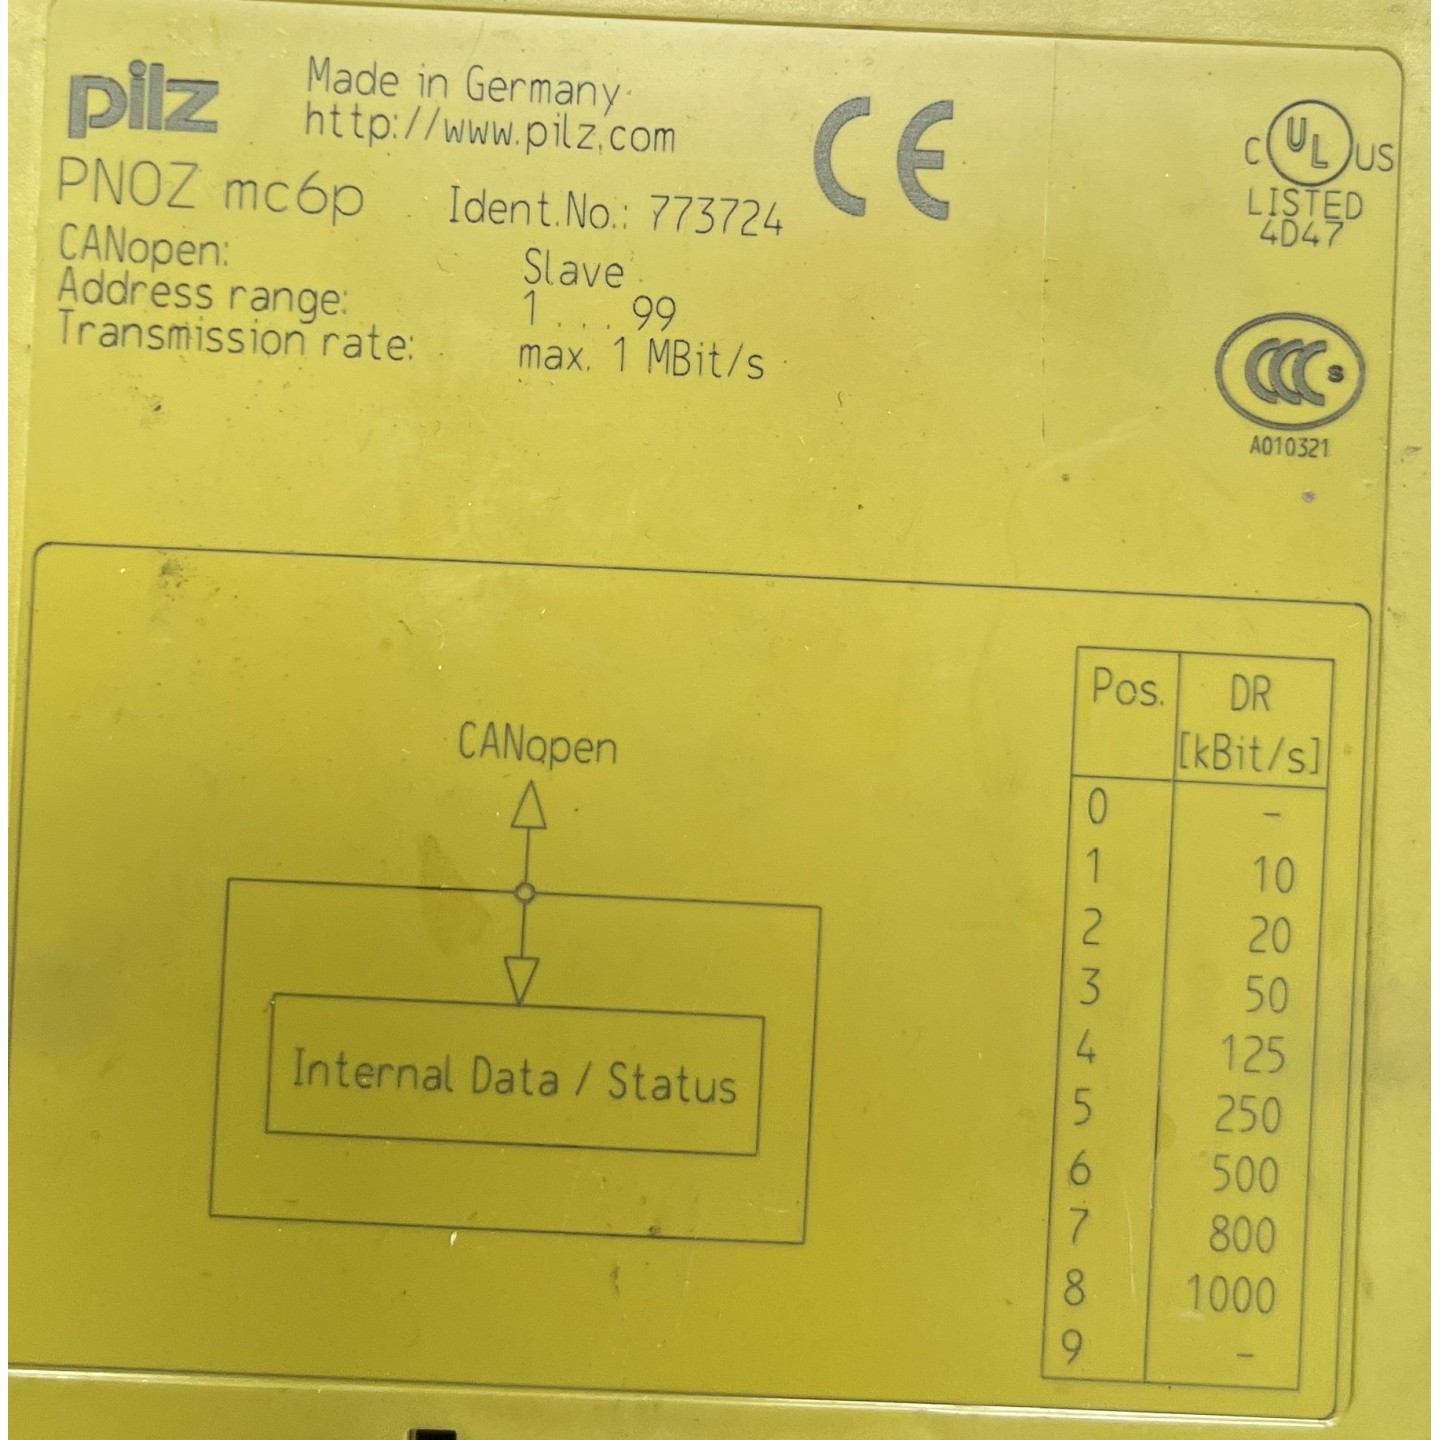 pilz
Made in Germany
http://www.pilz.com
CE
C UL US
LISTED
4D47
PNOZ mc6p Ident.No.: 773724
CANopen: Slave
Address range: 1 ... 99
Transmission rate: max. 1 MBit/s
CCC S
A010321
CANopen
Internal Data / Status
Pos. DR
[kBit/s]
0 -
1 10
2 20
3 50
4 125
5 250
6 500
7 800
8 1000
9 -